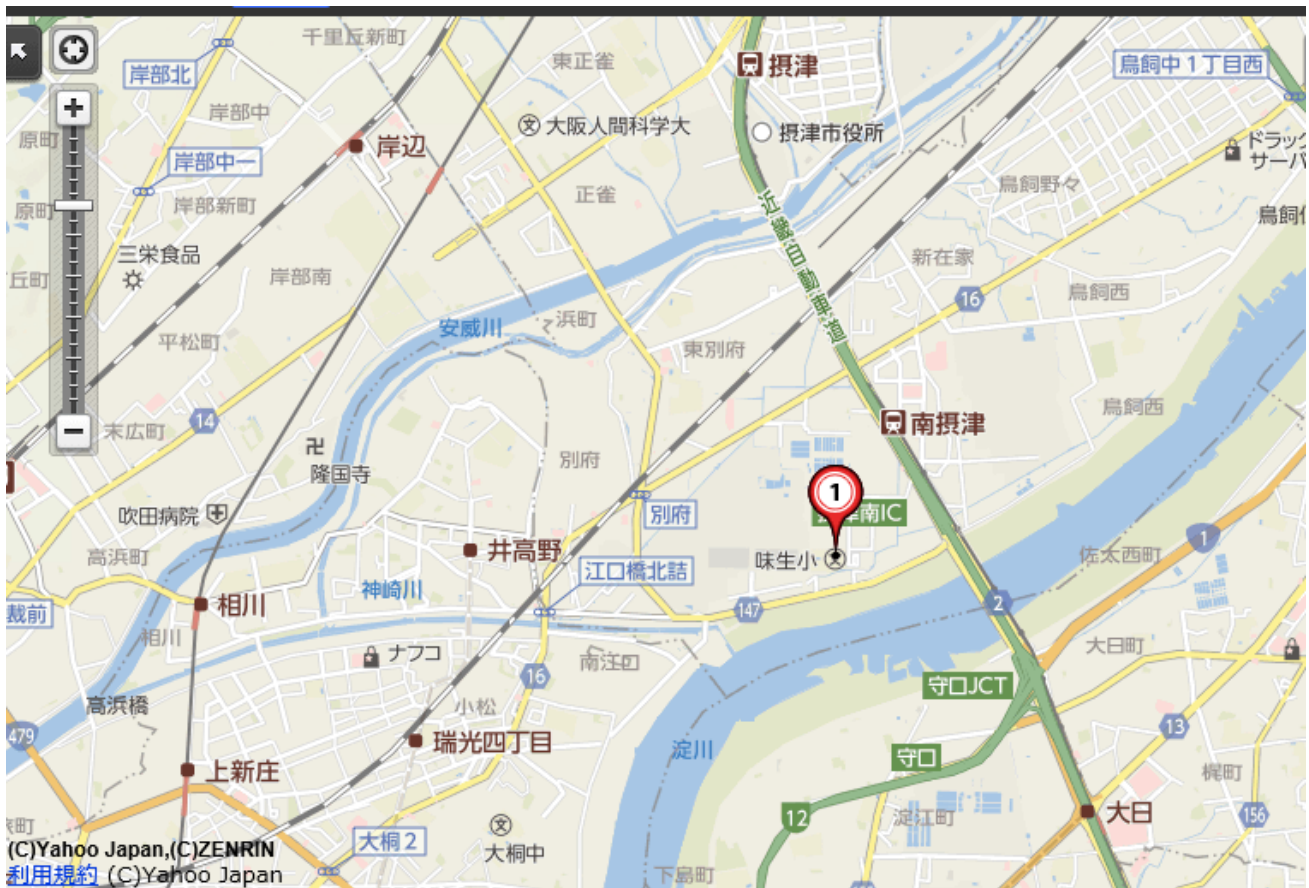 千里丘新町
岸部北
東正雀
摂津
鳥飼中1丁目西
岸部中
原町
大阪人間科学大
摂津市役所
ドラッグ
岸辺
岸部中一
正雀
鳥飼野々
原町
岸部新町
近畿自動車道
三栄食品
新在家
岸部南
丘町
16
鳥飼西
安威川
浜町
平松町
東別府
鳥飼西
14
末広町
南摂津
別府
隆国寺
1
吹田病院
別府
南IC
1
高浜町
井高野
味生小
佐太西町
江口橋北詰
神崎川
裁前
相川
147
2
相川
ナフコ
南江口
大日町
16
守口JCT
高浜橋
小松
479
瑞光四丁目
淀川
13
守口
上新庄
梶町
12
淀江町
大日
156
大桐2
大桐中
下島町
(C)Yahoo Japan,(C)ZENRIN
利用規約 (C)Yahoo Japan